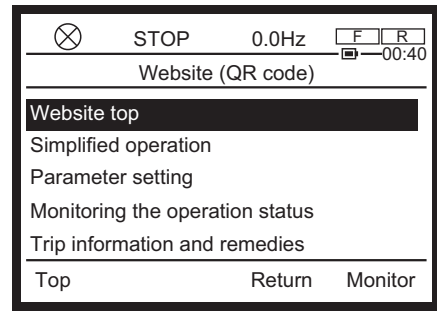 STOP 0.0Hz F R
00:40
Website (QR code)
Website top
Simplified operation
Parameter setting
Monitoring the operation status
Trip information and remedies
Top Return Monitor